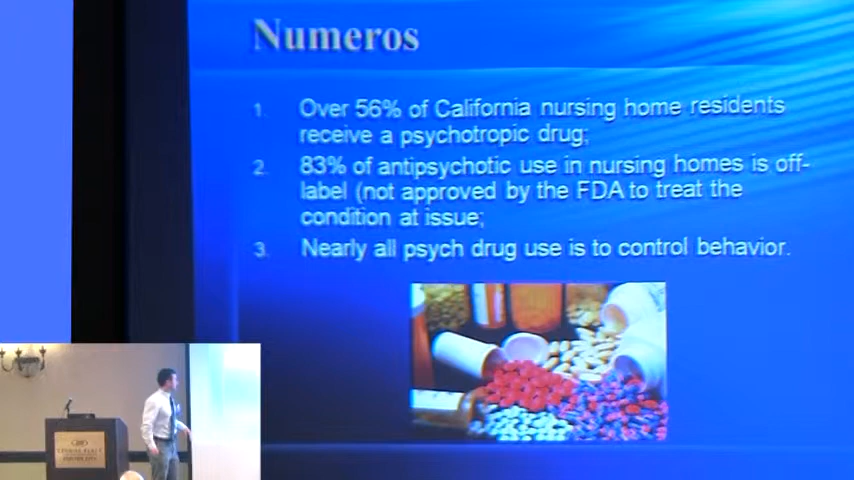 Numeros
1. Over 56% of California nursing home residents
receive a psychotropic drug;
2. 83% of antipsychotic use in nursing homes is off-
label (not approved by the FDA to treat the
condition at issue;
3. Nearly all psych drug use is to control behavior.
CROWNE PLAZA